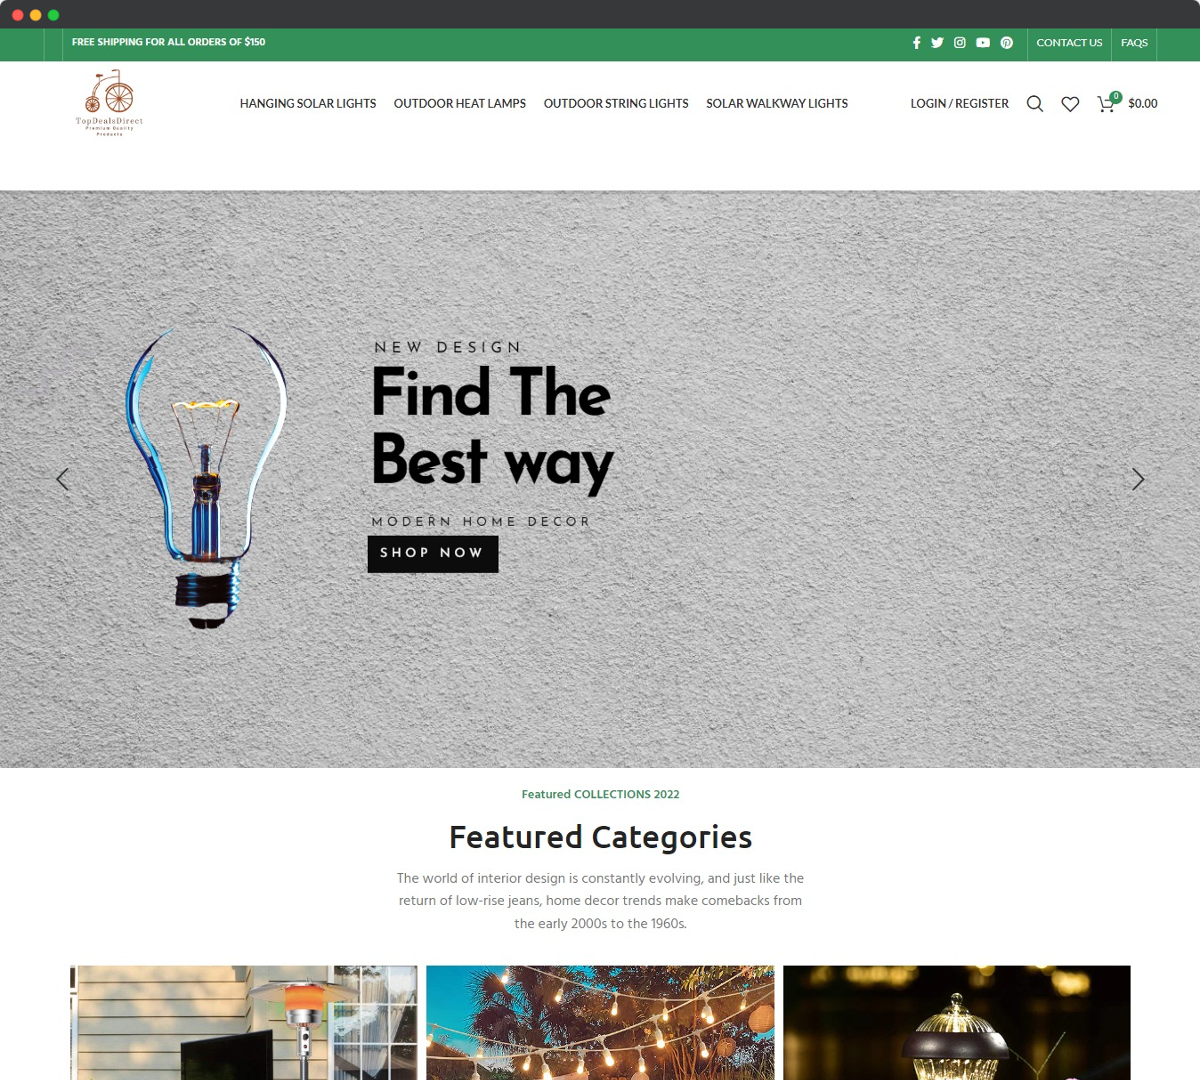 FREE SHIPPING FOR ALL ORDERS OF $150
CONTACT US
FAQS
TopDealsDirect
Premium Quality
Products
HANGING SOLAR LIGHTS
OUTDOOR HEAT LAMPS
OUTDOOR STRING LIGHTS
SOLAR WALKWAY LIGHTS
LOGIN / REGISTER
0
$0.00
NEW DESIGN
Find The
Best way
MODERN HOME DECOR
SHOP NOW
Featured COLLECTIONS 2022
Featured Categories
The world of interior design is constantly evolving, and just like the
return of low-rise jeans, home decor trends make comebacks from
the early 2000s to the 1960s.